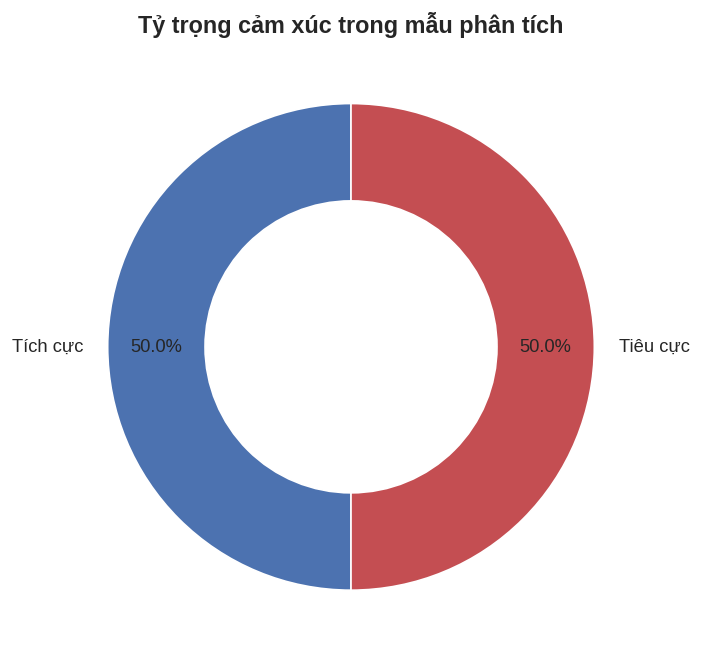 Tỷ trọng cảm xúc trong mẫu phân tích
Tích cực
50.0%
50.0%
Tiêu cực